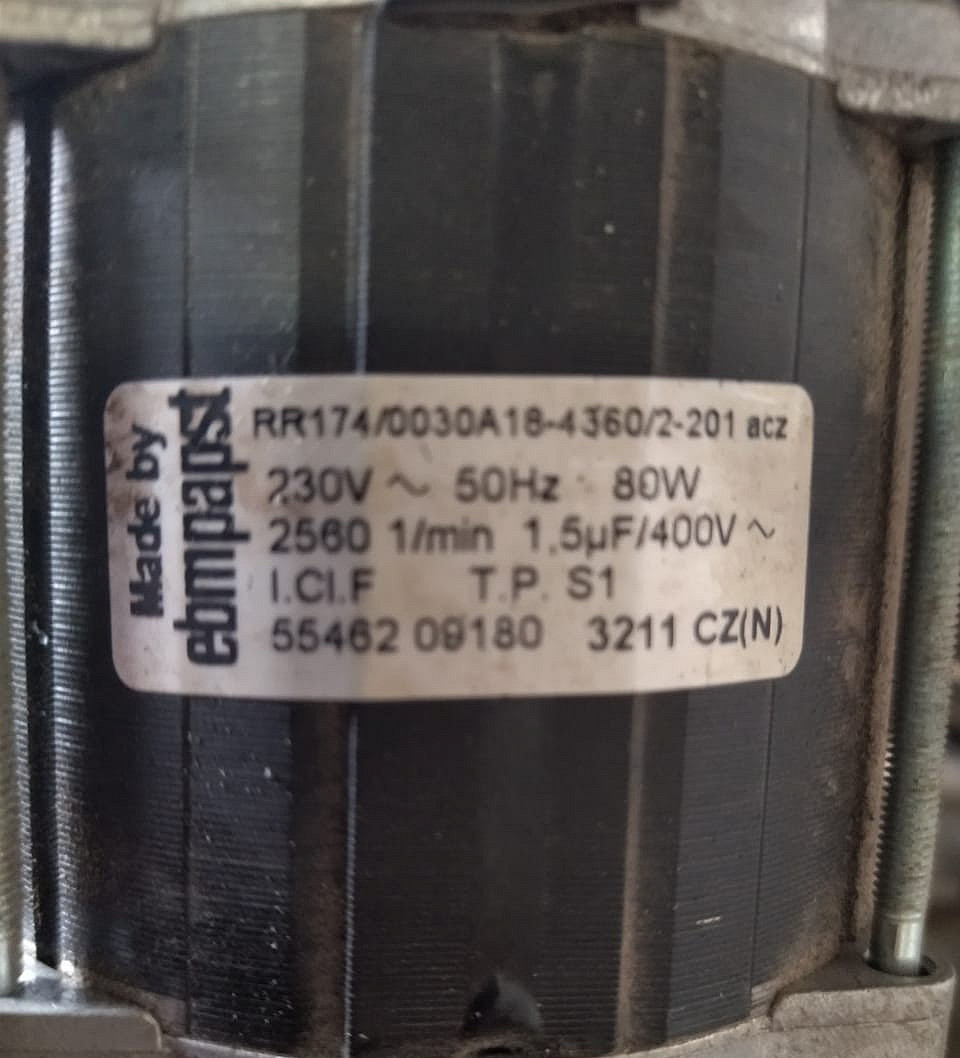 Made by
ebmpapst
RR174/0030A18-4360/2-201 acz
230V ~ 50Hz 80W
2560 1/min 1.5µF/400V ~
I.Cl.F T.P. S1
55462 09180 3211 CZ(N)